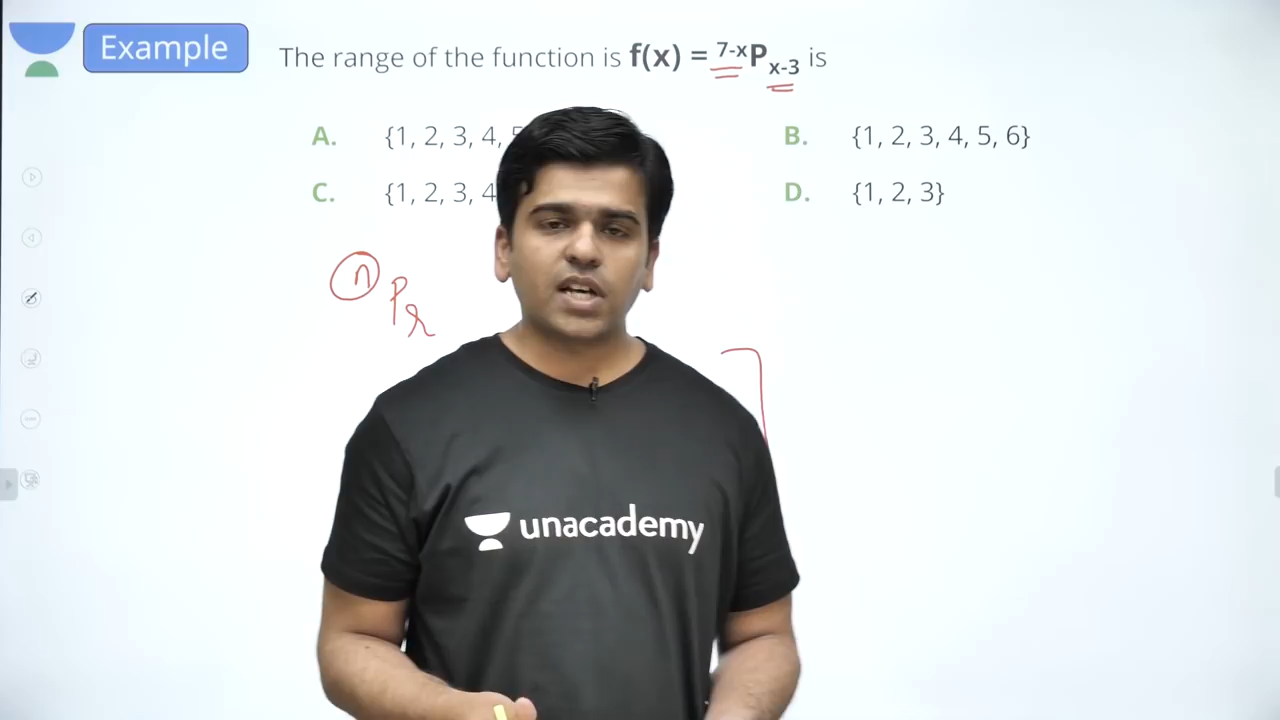 Example
The range of the function is f(x) = ⁷⁻ˣPₓ₋₃ is
A. {1, 2, 3, 4,
B. {1, 2, 3, 4, 5, 6}
C. {1, 2, 3, 4
D. {1, 2, 3}
n P r
unacademy